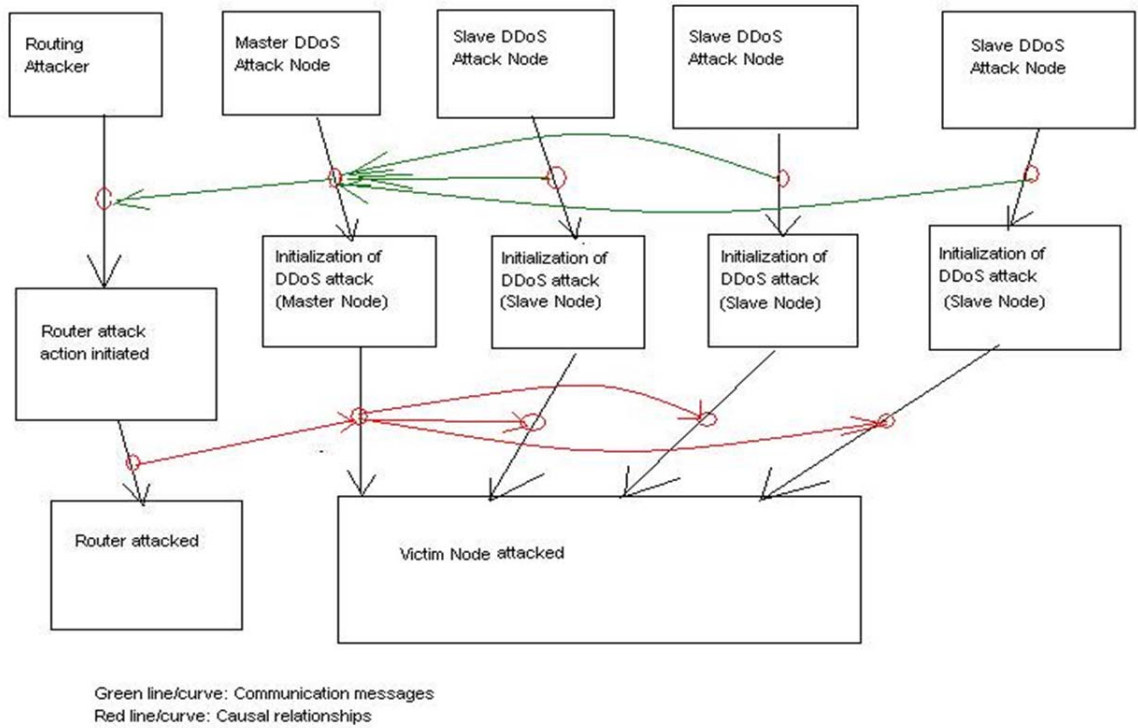 Routing
Attacker
Master DDoS
Attack Node
Slave DDoS
Attack Node
Slave DDoS
Attack Node
Slave DDoS
Attack Node
Initialization of
DDoS attack
(Master Node)
Initialization of
DDoS attack
(Slave Node)
Initialization of
DDoS attack
(Slave Node)
Initialization of
DDoS attack
(Slave Node)
Router attack
action initiated
Router attacked
Victim Node attacked
Green line/curve: Communication messages
Red line/curve: Causal relationships